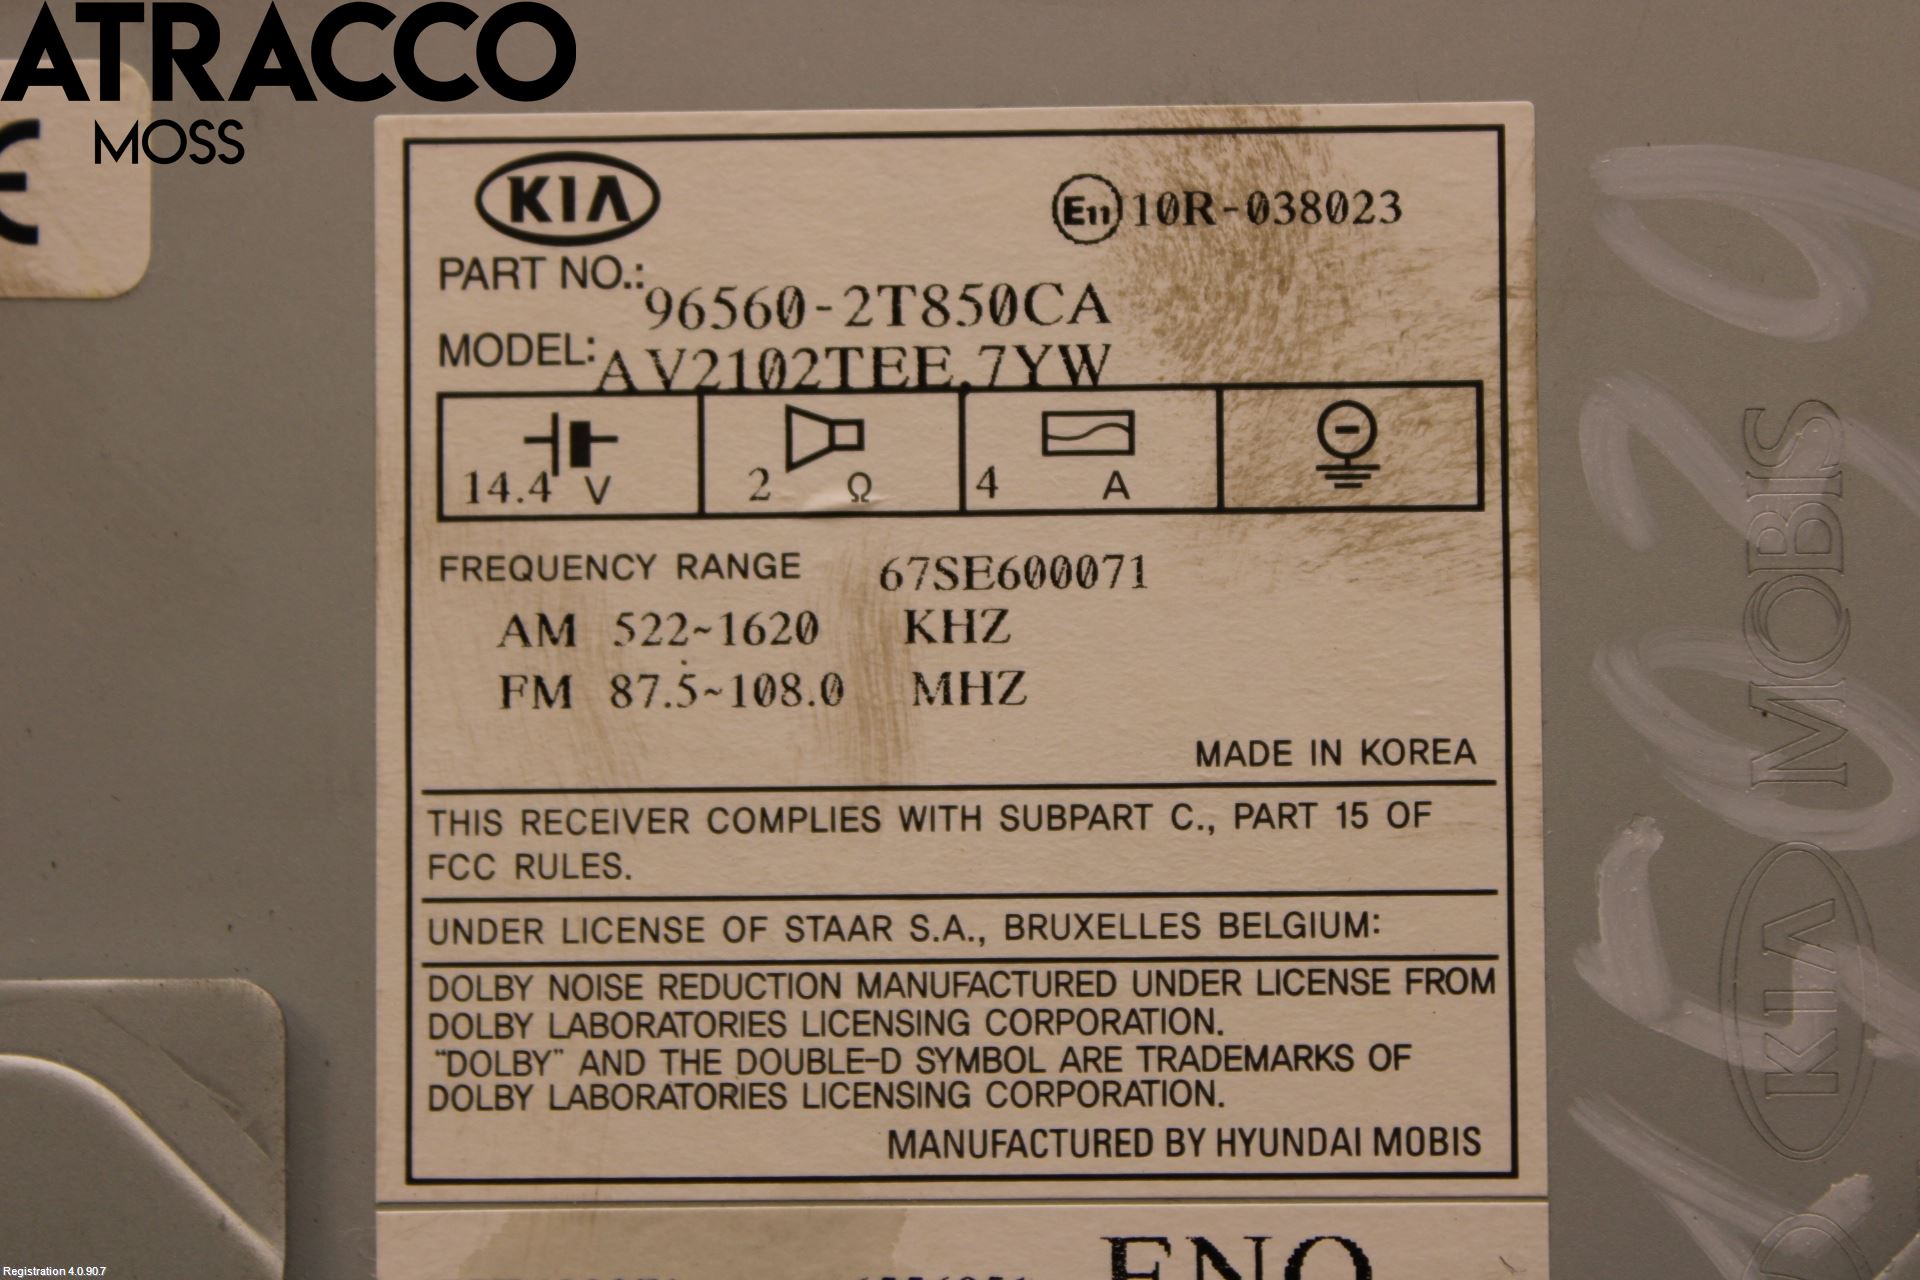 ATRACCO
MOSS
CE
KIA
E11 10R-038023
PART NO.: 96560-2T850CA
MODEL: AV2102TEE,7YW
14.4 V 2 Ω 4 A
FREQUENCY RANGE 67SE600071
AM 522~1620 KHZ
FM 87.5~108.0 MHZ
MADE IN KOREA
THIS RECEIVER COMPLIES WITH SUBPART C., PART 15 OF
FCC RULES.
UNDER LICENSE OF STAAR S.A., BRUXELLES BELGIUM:
DOLBY NOISE REDUCTION MANUFACTURED UNDER LICENSE FROM
DOLBY LABORATORIES LICENSING CORPORATION.
"DOLBY" AND THE DOUBLE-D SYMBOL ARE TRADEMARKS OF
DOLBY LABORATORIES LICENSING CORPORATION.
MANUFACTURED BY HYUNDAI MOBIS
KIA MOBIS
Registration 4.0.90.7